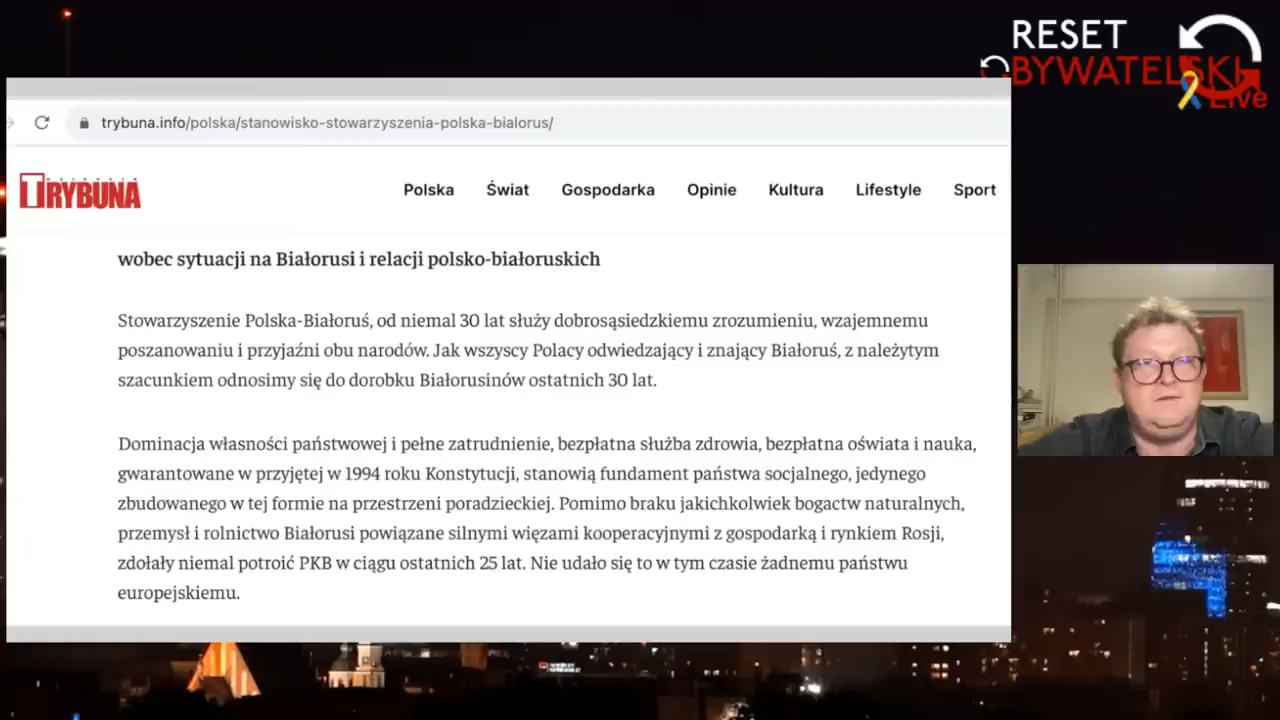 RESET
OBYWATELSKI
Live
trybuna.info/polska/stanowisko-stowarzyszenia-polska-bialorus/
TRYBUNA
Polska Świat Gospodarka Opinie Kultura Lifestyle Sport
wobec sytuacji na Białorusi i relacji polsko-białoruskich
Stowarzyszenie Polska-Białoruś, od niemal 30 lat służy dobrosąsiedzkiemu zrozumieniu, wzajemnemu
poszanowaniu i przyjaźni obu narodów. Jak wszyscy Polacy odwiedzający i znający Białoruś, z należytym
szacunkiem odnosimy się do dorobku Białorusinów ostatnich 30 lat.
Dominacja własności państwowej i pełne zatrudnienie, bezpłatna służba zdrowia, bezpłatna oświata i nauka,
gwarantowane w przyjętej w 1994 roku Konstytucji, stanowią fundament państwa socjalnego, jedynego
zbudowanego w tej formie na przestrzeni poradzieckiej. Pomimo braku jakichkolwiek bogactw naturalnych,
przemysł i rolnictwo Białorusi powiązane silnymi więzami kooperacyjnymi z gospodarką i rynkiem Rosji,
zdołały niemal potroić PKB w ciągu ostatnich 25 lat. Nie udało się to w tym czasie żadnemu państwu
europejskiemu.